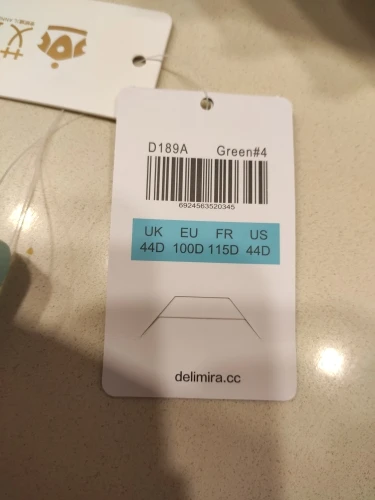 D189A Green#4
6924563520345
UK EU FR US
44D 100D 115D 44D
delimira.cc